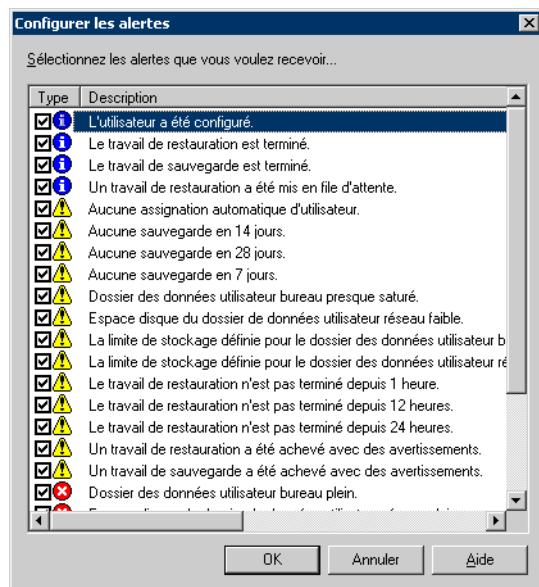 Configurer les alertes
Sélectionnez les alertes que vous voulez recevoir...
Type Description
L'utilisateur a été configuré.
Le travail de restauration est terminé.
Le travail de sauvegarde est terminé.
Un travail de restauration a été mis en file d'attente.
Aucune assignation automatique d'utilisateur.
Aucune sauvegarde en 14 jours.
Aucune sauvegarde en 28 jours.
Aucune sauvegarde en 7 jours.
Dossier des données utilisateur bureau presque saturé.
Espace disque du dossier de données utilisateur réseau faible.
La limite de stockage définie pour le dossier des données utilisateur b
La limite de stockage définie pour le dossier des données utilisateur ré
Le travail de restauration n'est pas terminé depuis 1 heure.
Le travail de restauration n'est pas terminé depuis 12 heures.
Le travail de restauration n'est pas terminé depuis 24 heures.
Un travail de restauration a été achevé avec des avertissements.
Un travail de sauvegarde a été achevé avec des avertissements.
Dossier des données utilisateur bureau plein.
OK Annuler Aide